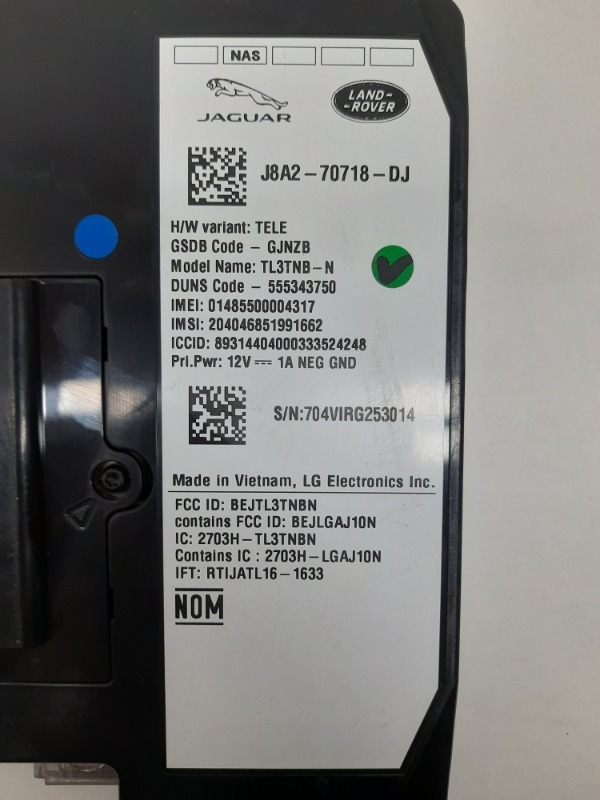 NAS
JAGUAR
LAND-
-ROVER
J8A2-70718-DJ
H/W variant: TELE
GSDB Code - GJNZB
Model Name: TL3TNB-N
DUNS Code - 555343750
IMEI: 01485500004317
IMSI: 204046851991662
ICCID: 89314404000333524248
Pri.Pwr: 12V ⎓ 1A NEG GND
S/N:704VIRG253014
Made in Vietnam, LG Electronics Inc.
FCC ID: BEJTL3TNBN
contains FCC ID: BEJLGAJ10N
IC: 2703H-TL3TNBN
Contains IC : 2703H-LGAJ10N
IFT: RTIJATL16-1633
NOM